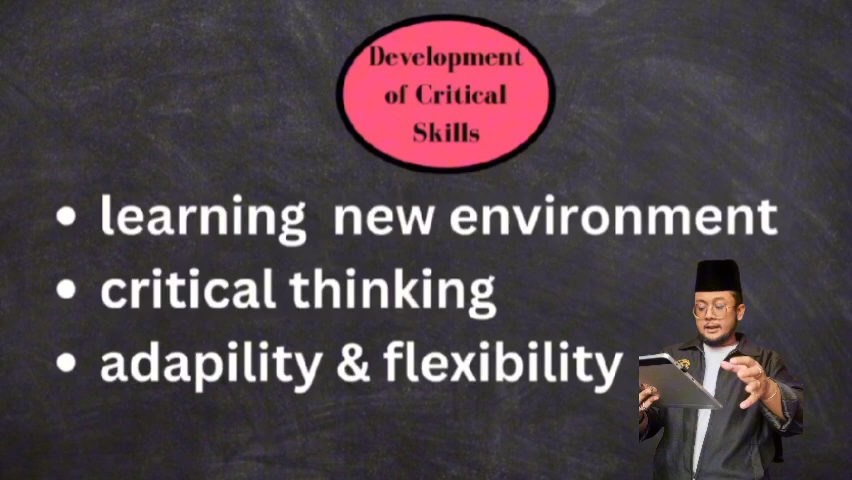 Development
of Critical
Skills
• learning new environment
• critical thinking
• adapility & flexibility